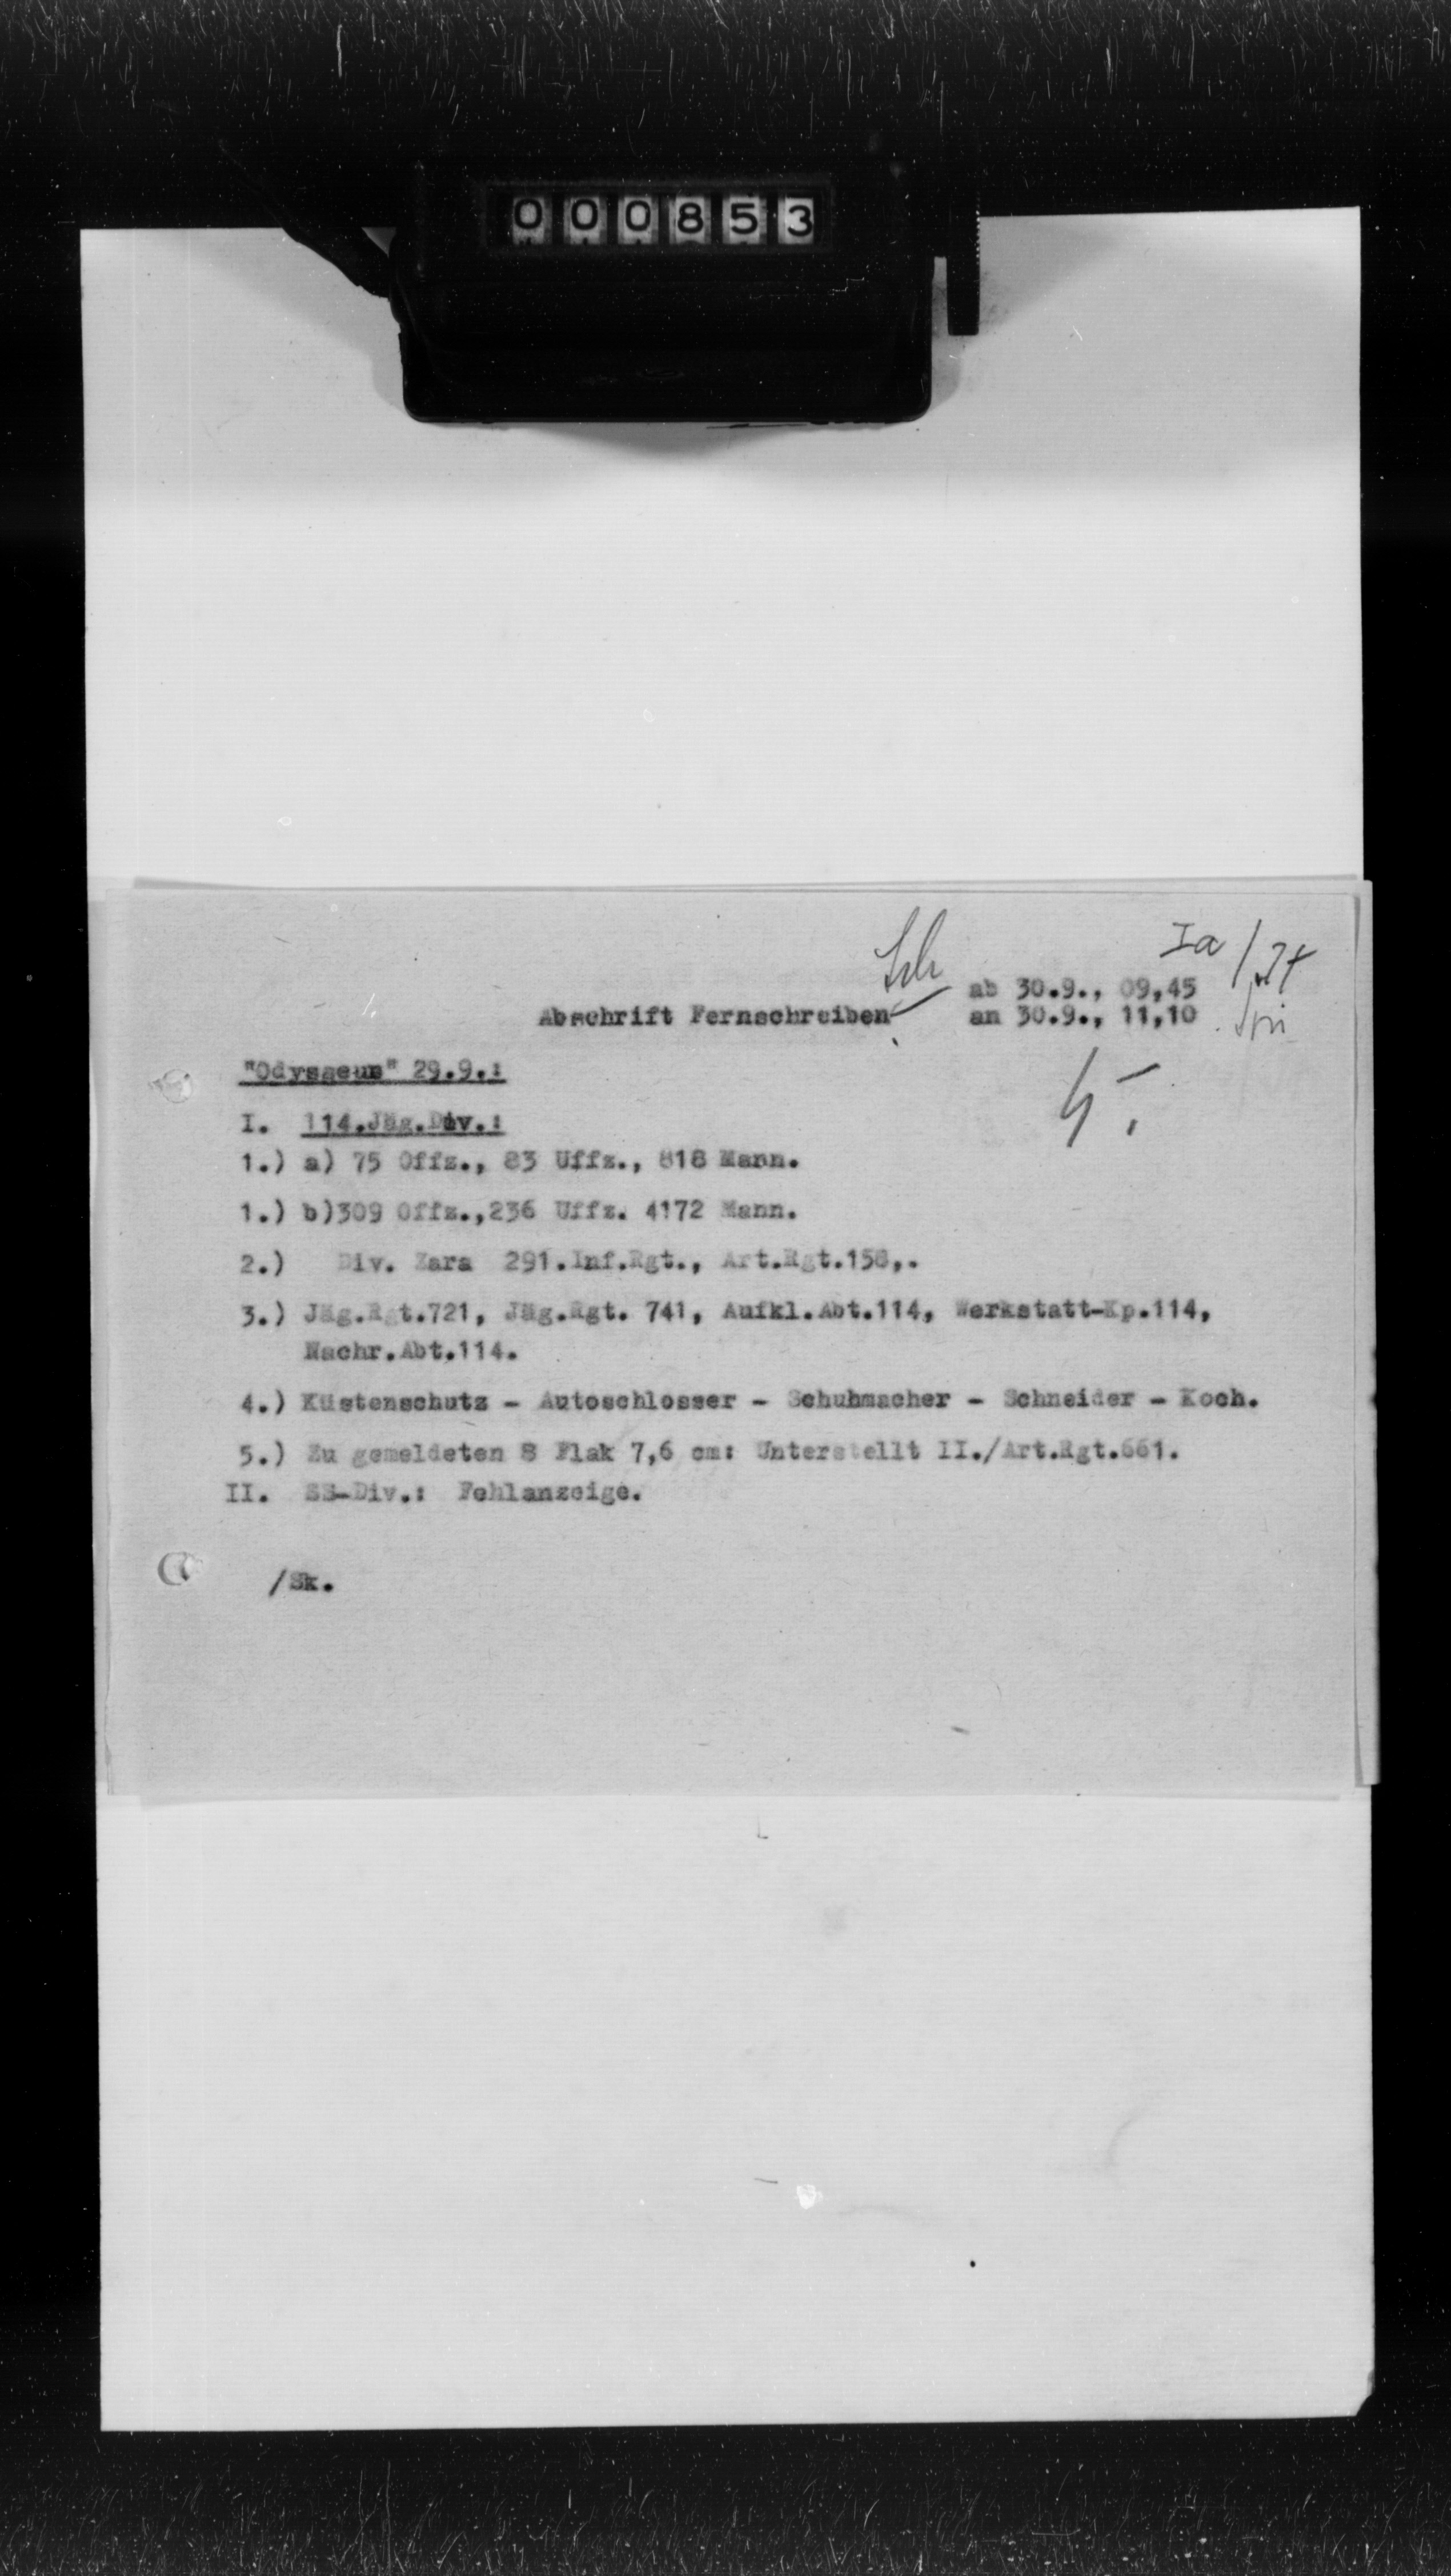 000853
Ia
ab 30.9., 09,45
Abschrift Fernschreiben an 30.9., 11,10
"Odysseus" 29.9.:
I. 114.Jäg.Div.:
1.) a) 75 Offz., 83 Uffz., 818 Mann.
1.) b)309 Offz.,236 Uffz. 4172 Mann.
2.) Div. Zara 291.Inf.Rgt., Art.Rgt.158,.
3.) Jäg.Rgt.721, Jäg.Rgt. 741, Aufkl.Abt.114, Werkstatt-Kp.114,
Nachr.Abt.114.
4.) Küstenschutz - Autoschlosser - Schuhmacher - Schneider - Koch.
5.) Zu gemeldeten 8 Flak 7,6 cm: Unterstellt II./Art.Rgt.661.
II. SS-Div.: Fehlanzeige.
/Sk.